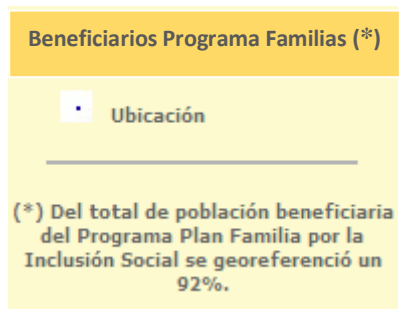 Beneficiarios Programa Familias (*)
Ubicación
(*) Del total de población beneficiaria
del Programa Plan Familia por la
Inclusión Social se georeferenció un
92%.